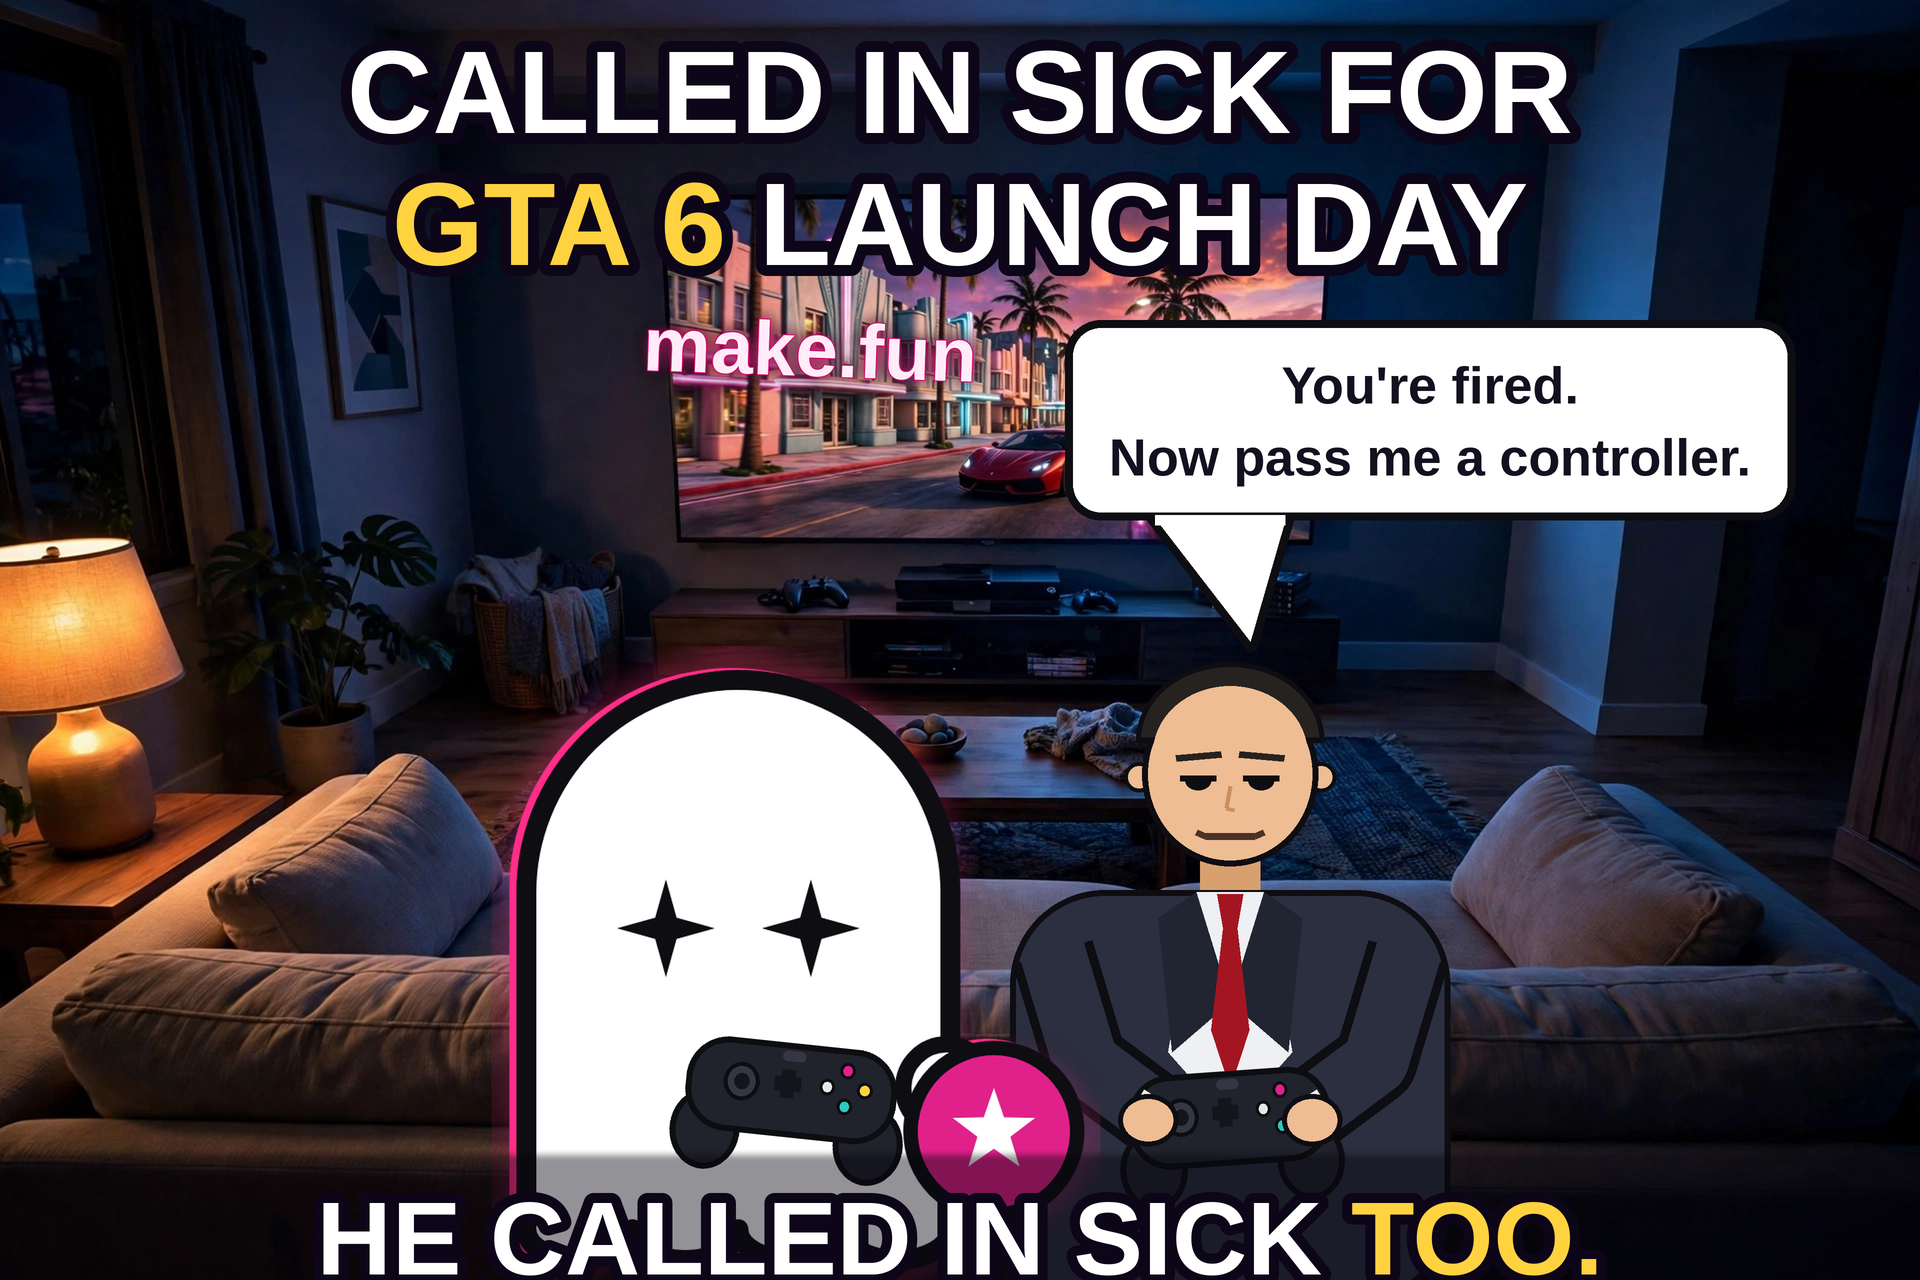 CALLED IN SICK FOR
GTA 6 LAUNCH DAY
make.fun
You're fired.
Now pass me a controller.
HE CALLED IN SICK TOO.